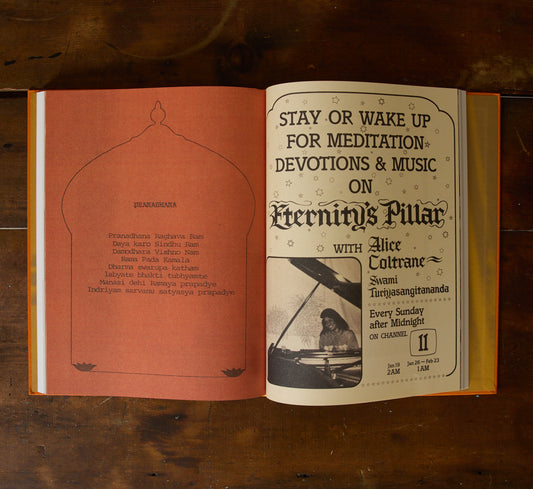 PRANADHANA
Pranadhana Raghava Ram
Daya karo Sindhu Ram
Damodhara Vishno Nam
Rama Pada Kamala
Dharma swarupa katham
labyate bhakti tubhyamte
Manasi dehi Ramaya prapadye
Indriyam sarvanu satyasya prapadye
STAY OR WAKE UP
FOR MEDITATION
DEVOTIONS & MUSIC
ON
Eternity's Pillar
WITH Alice
Coltrane
Swami
Turiyasangitananda
Every Sunday
after Midnight
ON CHANNEL 11
Jan 19 Jan 26 - Feb 23
2AM 1AM